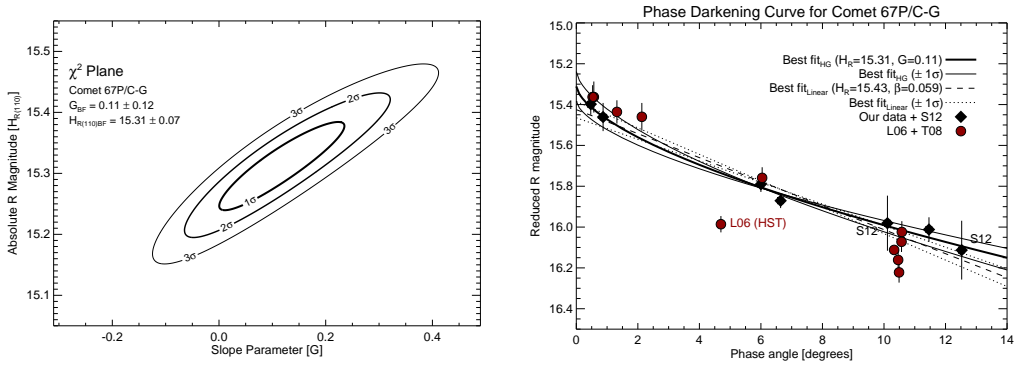 χ² Plane
Comet 67P/C-G
G_BF = 0.11 ± 0.12
H_R(110)BF = 15.31 ± 0.07
15.5
15.4
15.3
15.2
15.1
Absolute R Magnitude [H_R(110)]
3σ
2σ
3σ
1σ
2σ
3σ
-0.2
0.0
0.2
0.4
Slope Parameter [G]
Phase Darkening Curve for Comet 67P/C-G
15.0
15.2
15.4
15.6
15.8
16.0
16.2
16.4
Reduced R magnitude
Best fit_HG (H_R=15.31, G=0.11)
Best fit_HG (± 1σ)
Best fit_Linear (H_R=15.43, β=0.059)
Best fit_Linear (± 1σ)
Our data + S12
L06 + T08
L06 (HST)
S12
S12
0
2
4
6
8
10
12
14
Phase angle [degrees]